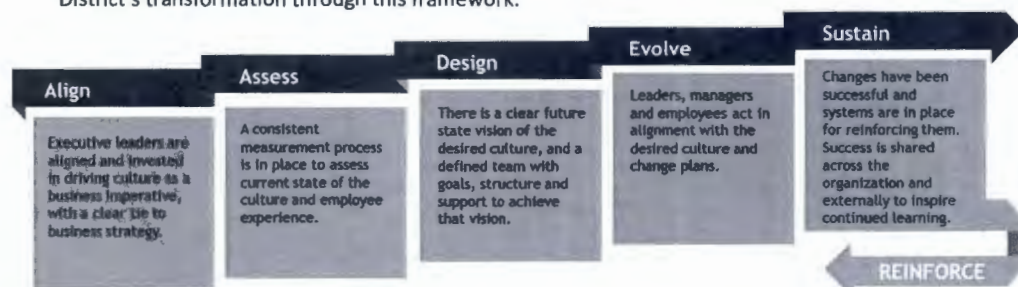 District's transformation through this framework.
Align
Executive leaders are
aligned and invested
in driving culture as a
business imperative,
with a clear tie to
business strategy.
Assess
A consistent
measurement process
is in place to assess
current state of the
culture and employee
experience.
Design
There is a clear future
state vision of the
desired culture, and a
defined team with
goals, structure and
support to achieve
that vision.
Evolve
Leaders, managers
and employees act in
alignment with the
desired culture and
change plans.
Sustain
Changes have been
successful and
systems are in place
for reinforcing them.
Success is shared
across the
organization and
externally to inspire
continued learning.
REINFORCE